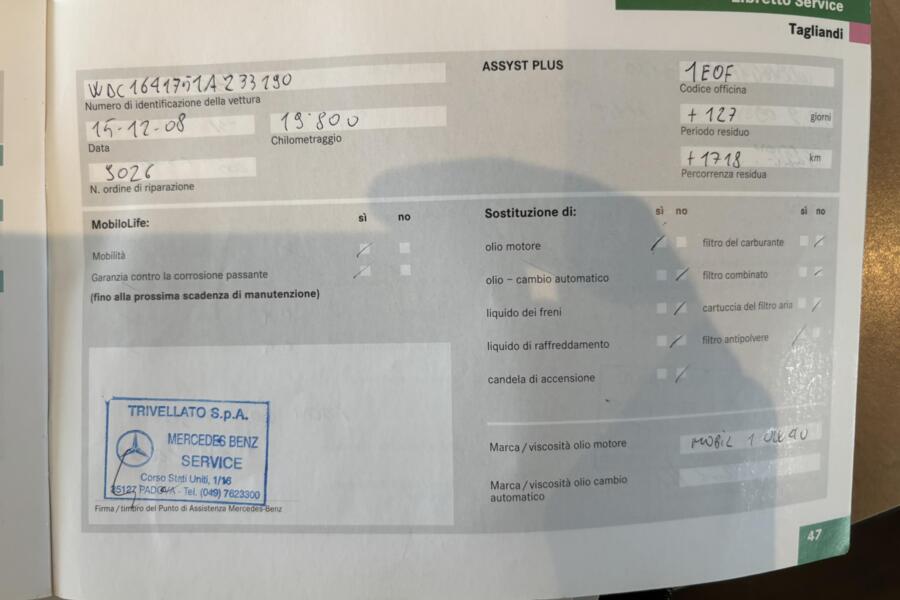 Libretto Service
Tagliandi
ASSYST PLUS
WDC1641751A233190
Numero di identificazione della vettura
1EOF
Codice officina
15-12-08
Data
19.800
Chilometraggio
+ 127 giorni
Periodo residuo
3026
N. ordine di riparazione
+1718 km
Percorrenza residua
MobiloLife:
sì no
Mobilità
Garanzia contro la corrosione passante
(fino alla prossima scadenza di manutenzione)
Sostituzione di:
sì no
sì no
olio motore
filtro del carburante
olio – cambio automatico
filtro combinato
liquido dei freni
cartuccia del filtro aria
liquido di raffreddamento
filtro antipolvere
candela di accensione
Marca / viscosità olio motore
MOBIL 1
Marca / viscosità olio cambio
automatico
TRIVELLATO S.p.A.
MERCEDES BENZ
SERVICE
Corso Stati Uniti, 1/16
35127 PADOVA - Tel. (049) 7623300
Firma / timbro del Punto di Assistenza Mercedes-Benz
47